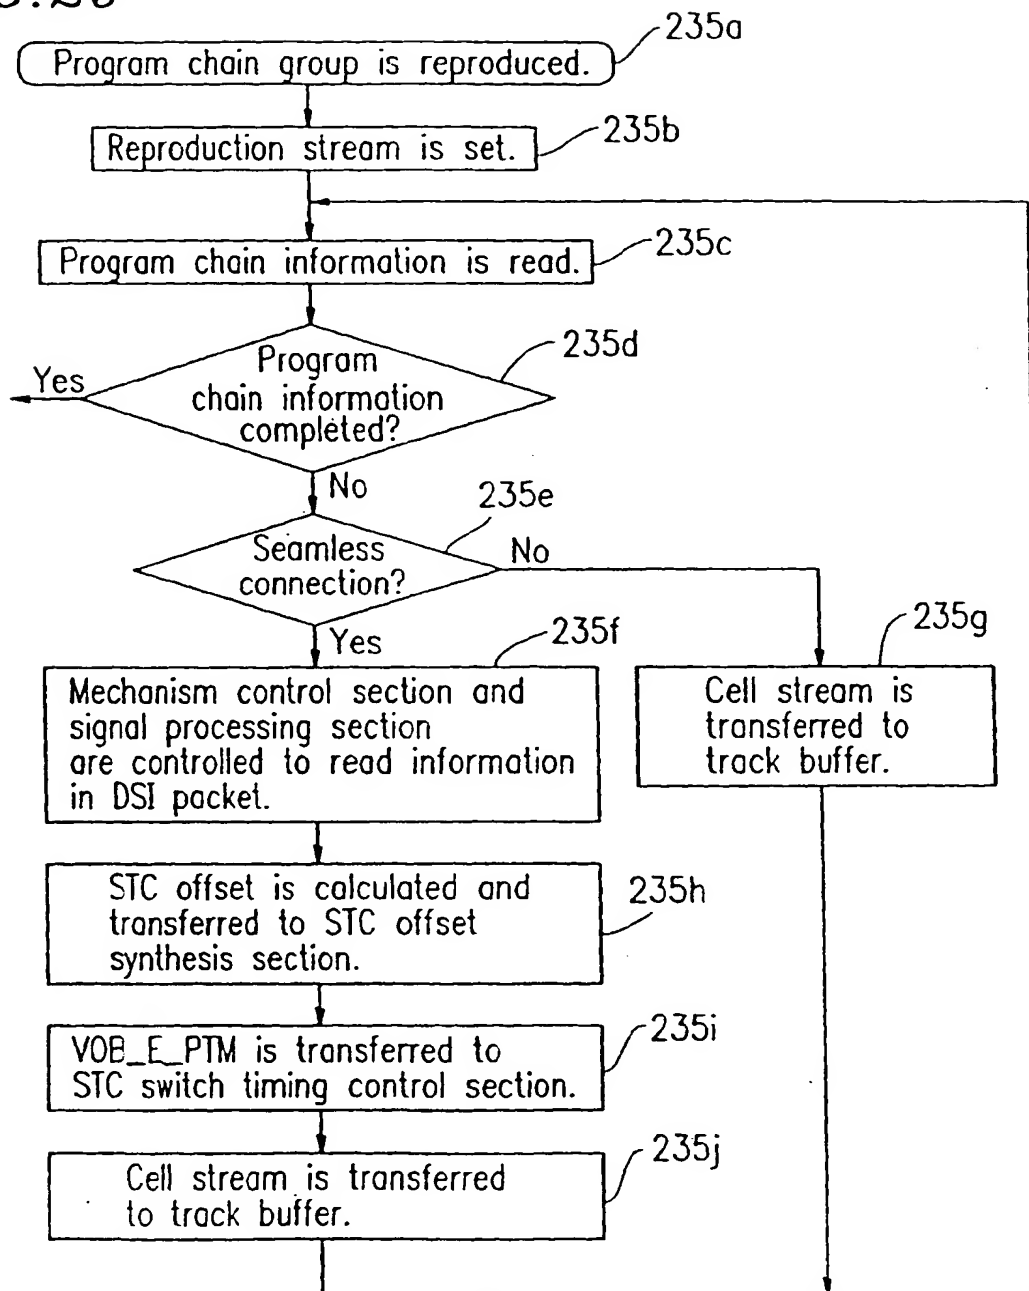 235a
Program chain group is reproduced.
235b
Reproduction stream is set.
235c
Program chain information is read.
235d
Program
chain information
completed?
Yes
No
235e
Seamless
connection?
No
Yes
235f
Mechanism control section and
signal processing section
are controlled to read information
in DSI packet.
235g
Cell stream is
transferred to
track buffer.
235h
STC offset is calculated and
transferred to STC offset
synthesis section.
235i
VOB_E_PTM is transferred to
STC switch timing control section.
235j
Cell stream is transferred
to track buffer.